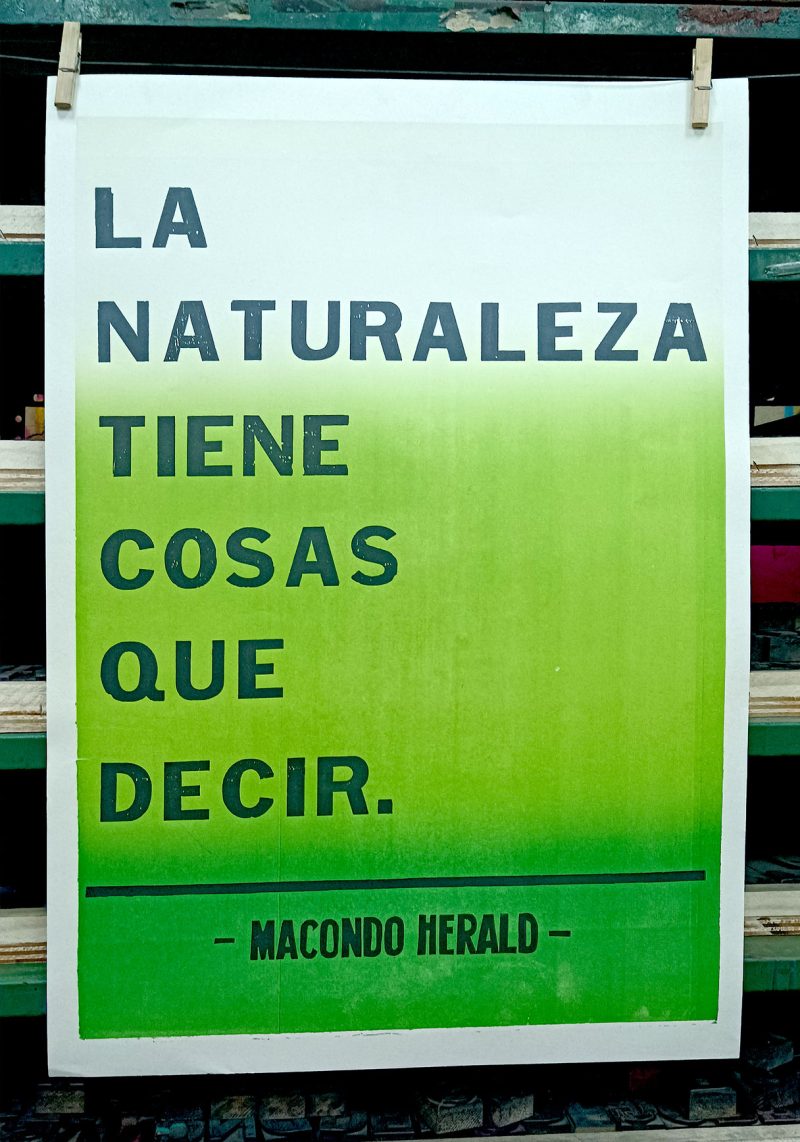 LA
NATURALEZA
TIENE
COSAS
QUE
DECIR.
- MACONDO HERALD -